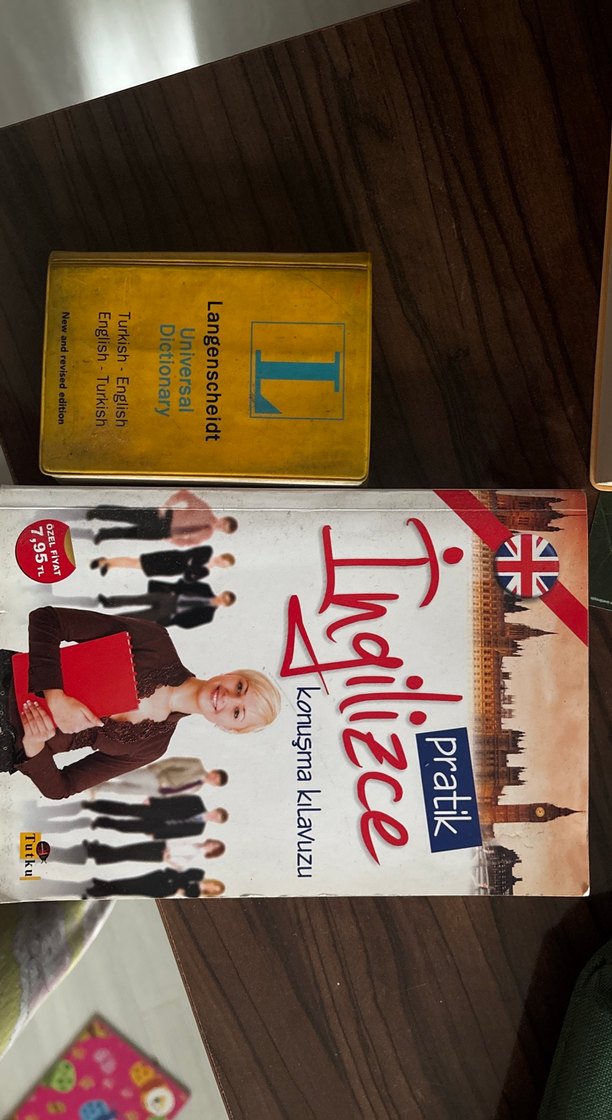 L
Langenscheidt
Universal
Dictionary
Turkish - English
English - Turkish
New and revised edition
pratik
İngilizce
konuşma kılavuzu
ÖZEL FİYAT
7,95 TL
Tutku